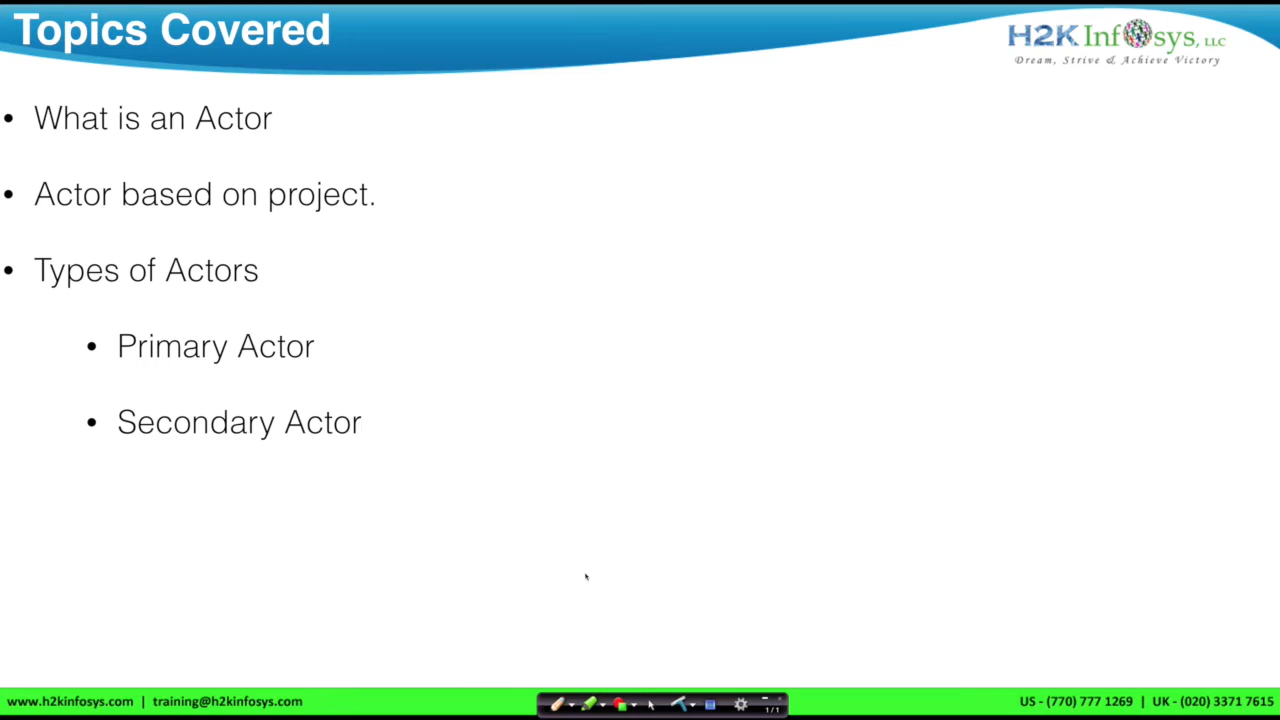 Topics Covered
H2K Infosys, LLC
Dream, Strive & Achieve Victory
• What is an Actor
• Actor based on project.
• Types of Actors
• Primary Actor
• Secondary Actor
www.h2kinfosys.com | training@h2kinfosys.com
1/1
US - (770) 777 1269 | UK - (020) 3371 7615